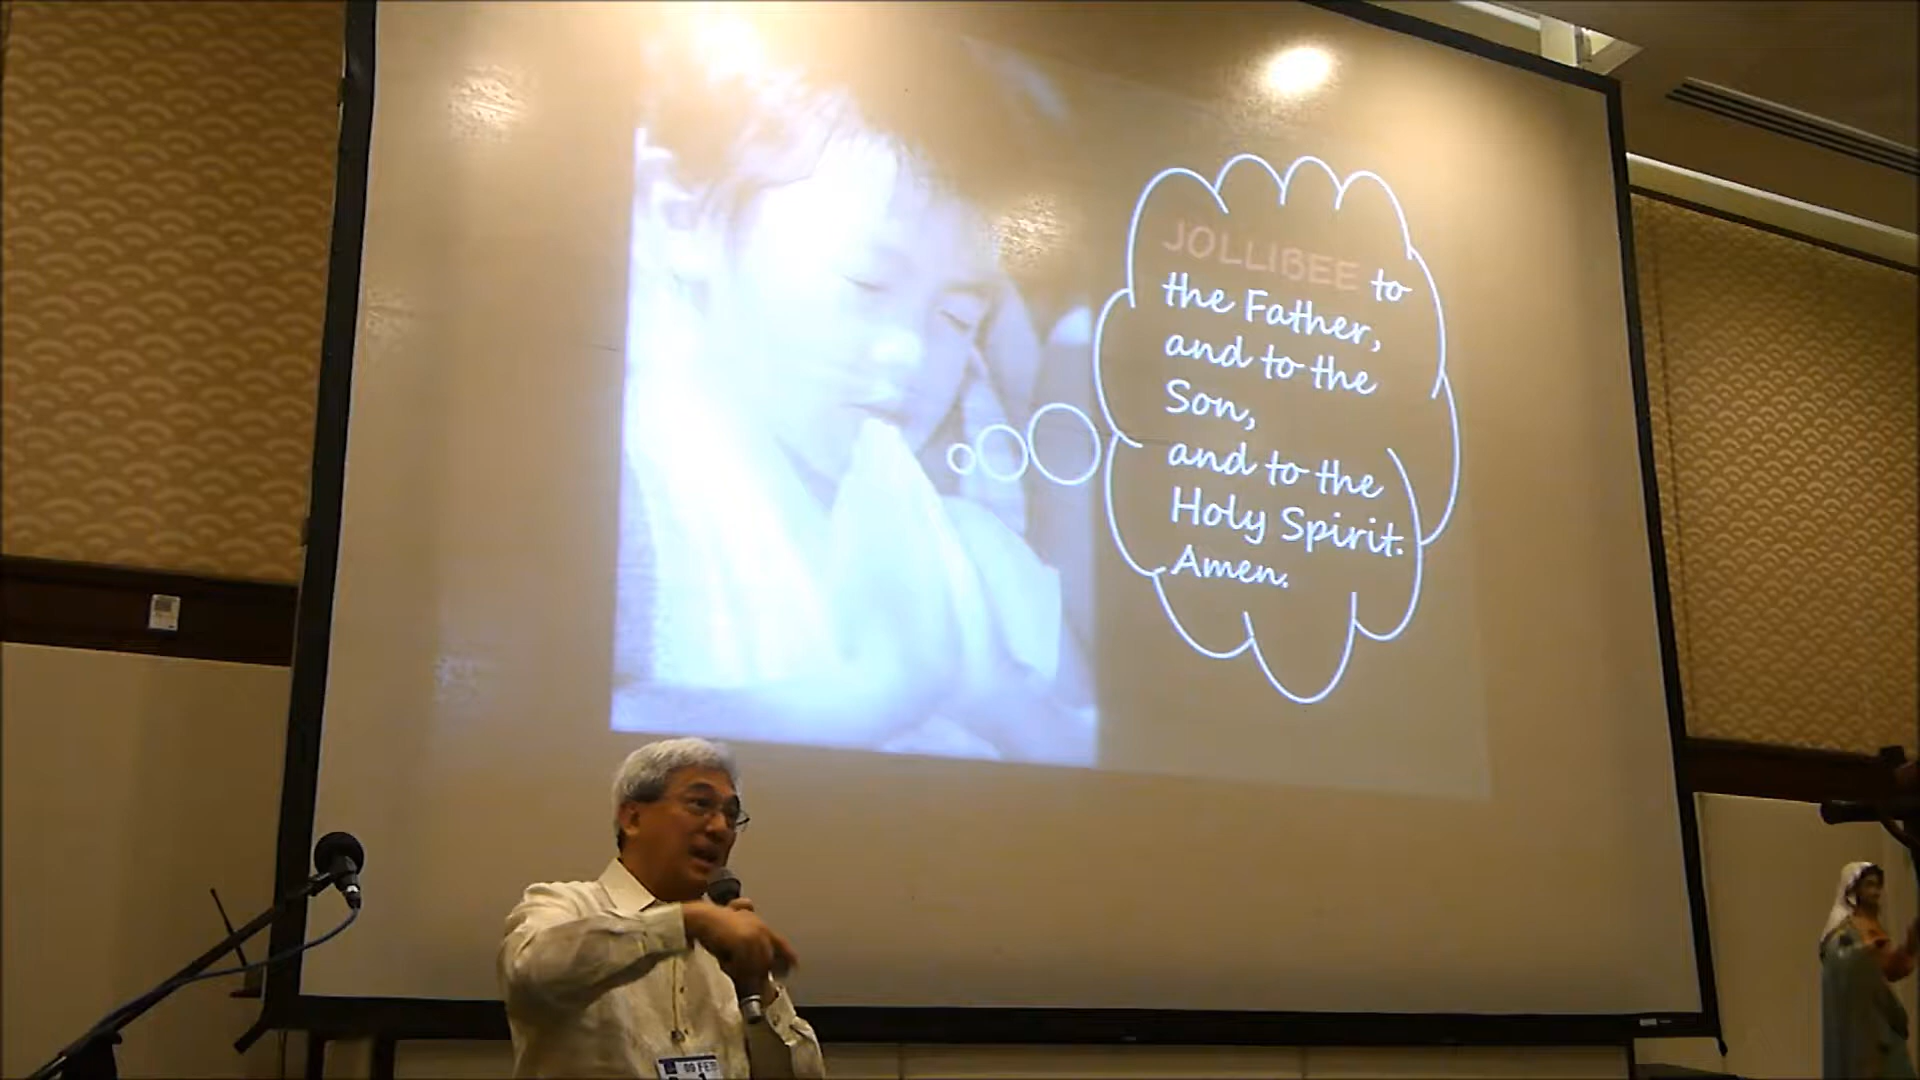 JOLLIBEE to
the Father,
and to the
Son,
and to the
Holy Spirit.
Amen.